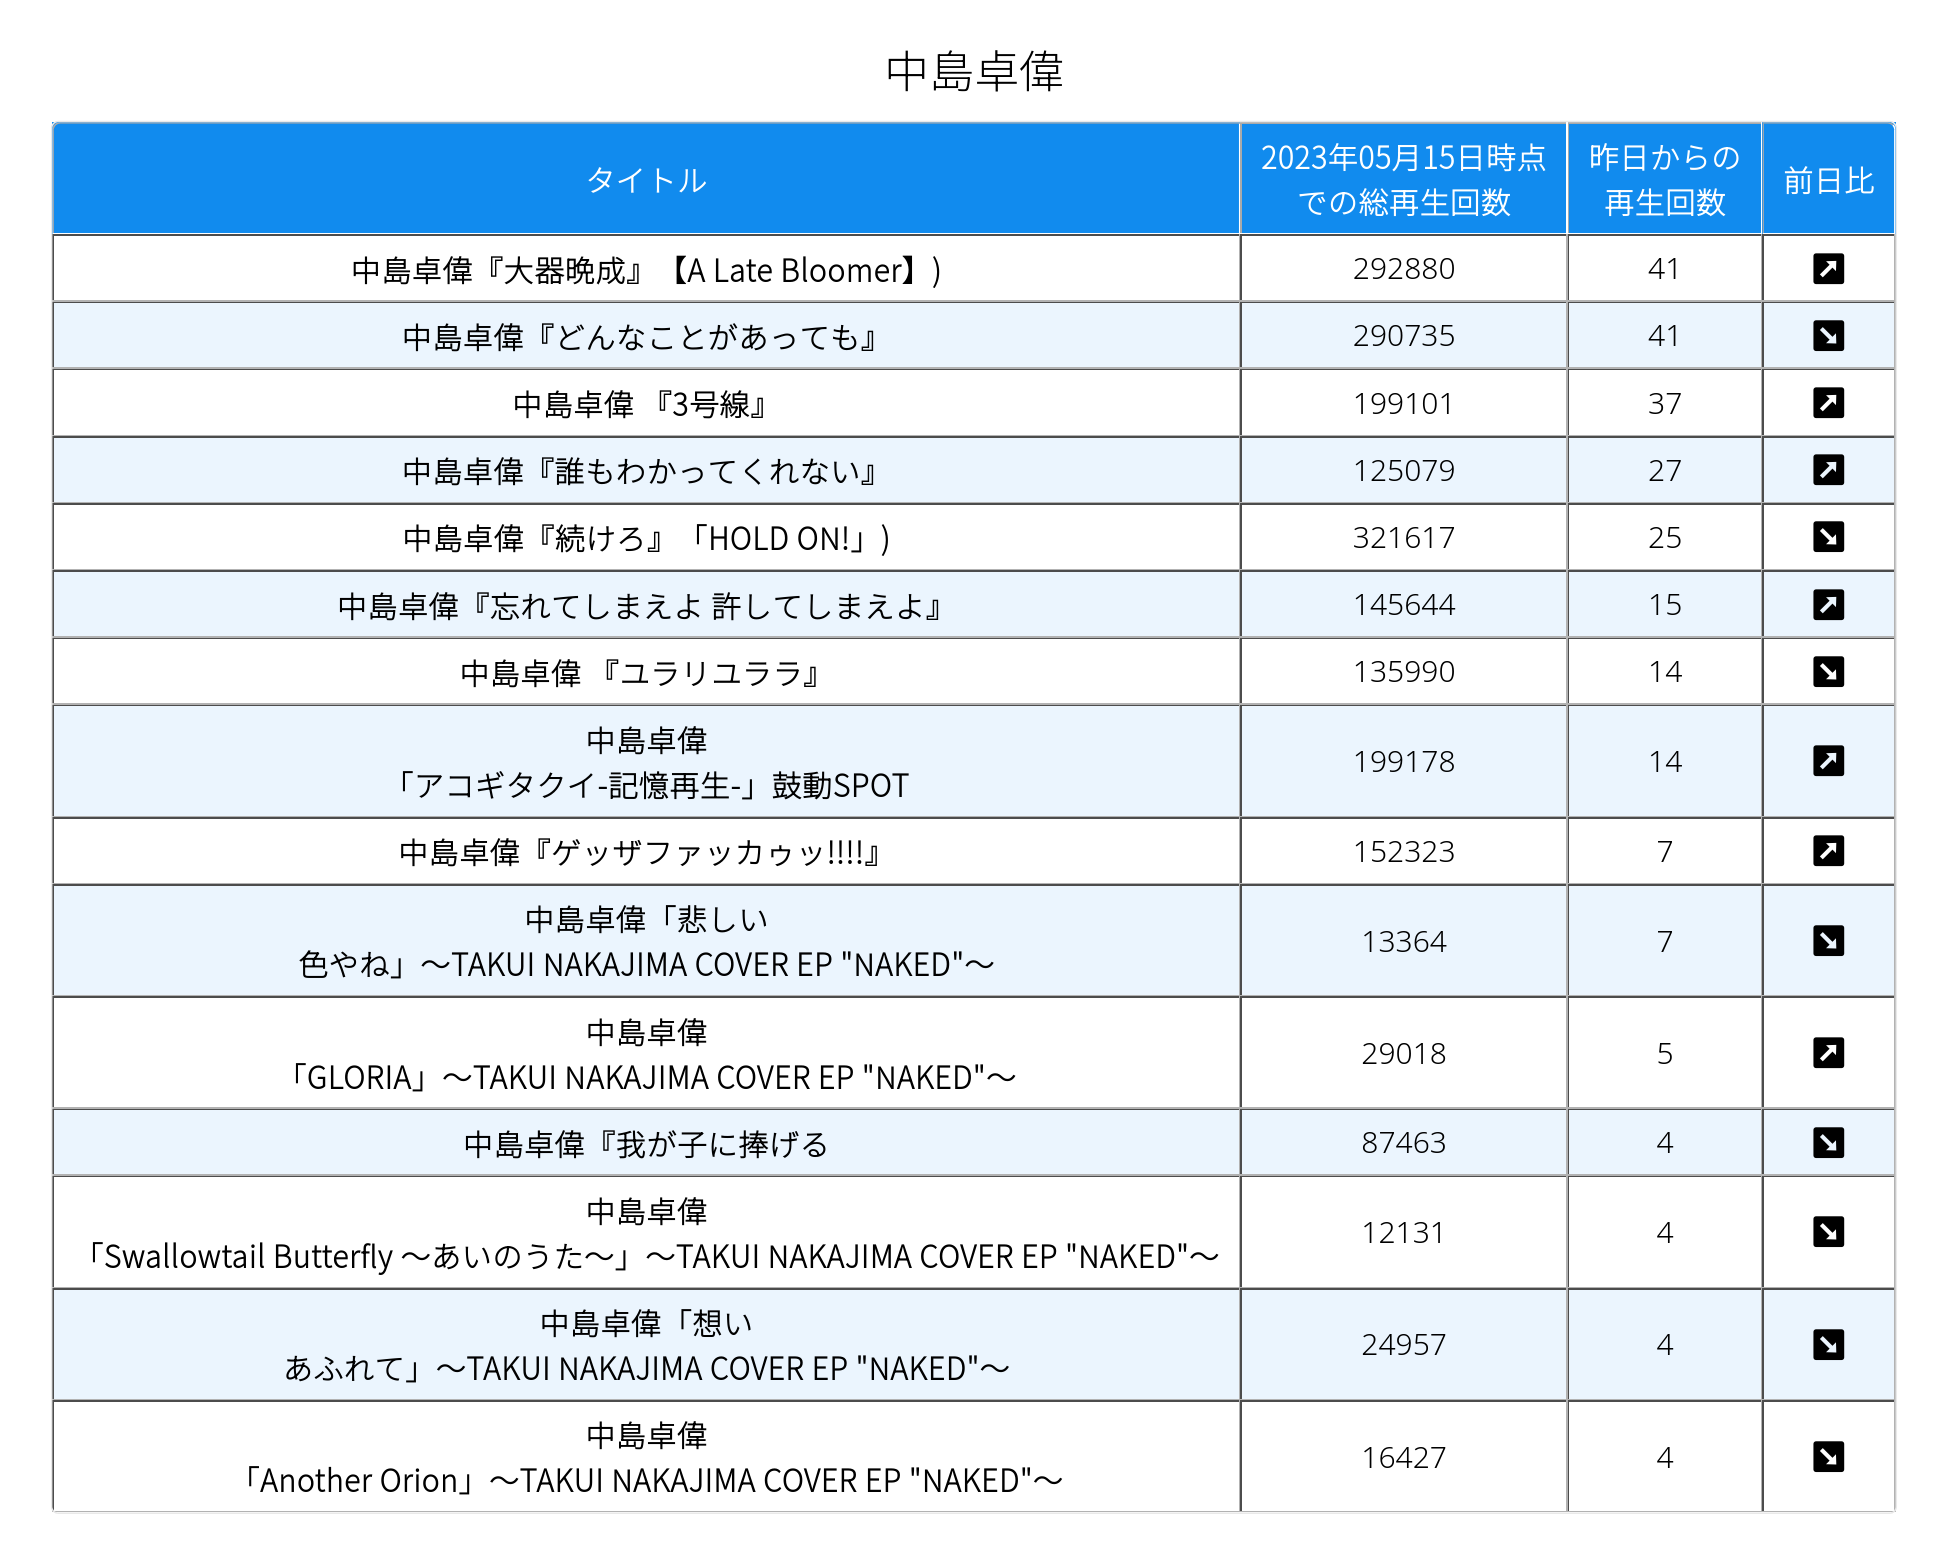 中島卓偉
タイトル
2023年05月15日時点
での総再生回数
昨日からの
再生回数
前日比
中島卓偉『大器晩成』【A Late Bloomer】) 292880 41
中島卓偉『どんなことがあっても』 290735 41
中島卓偉 『3号線』 199101 37
中島卓偉『誰もわかってくれない』 125079 27
中島卓偉『続けろ』「HOLD ON!」) 321617 25
中島卓偉『忘れてしまえよ 許してしまえよ』 145644 15
中島卓偉 『ユラリユララ』 135990 14
中島卓偉
「アコギタクイ-記憶再生-」鼓動SPOT 199178 14
中島卓偉『ゲッザファッカゥッ!!!!』 152323 7
中島卓偉「悲しい
色やね」～TAKUI NAKAJIMA COVER EP "NAKED"～ 13364 7
中島卓偉
「GLORIA」～TAKUI NAKAJIMA COVER EP "NAKED"～ 29018 5
中島卓偉『我が子に捧げる 87463 4
中島卓偉
「Swallowtail Butterfly ～あいのうた～」～TAKUI NAKAJIMA COVER EP "NAKED"～ 12131 4
中島卓偉「想い
あふれて」～TAKUI NAKAJIMA COVER EP "NAKED"～ 24957 4
中島卓偉
「Another Orion」～TAKUI NAKAJIMA COVER EP "NAKED"～ 16427 4